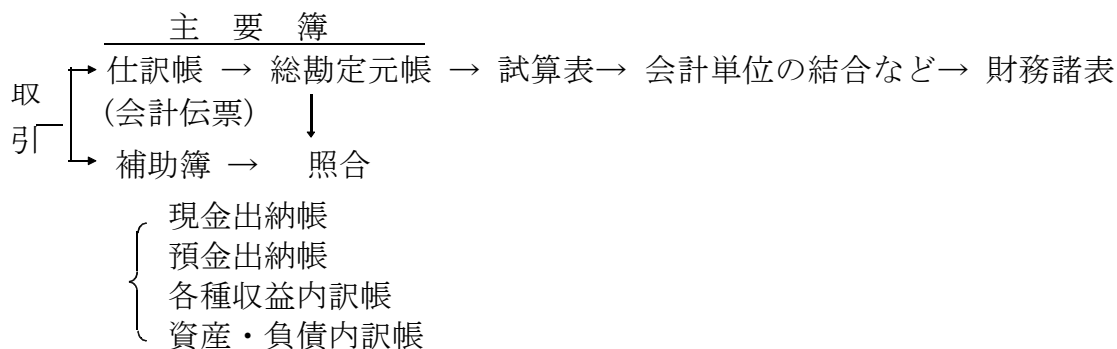 主 要 簿
仕訳帳 → 総勘定元帳 → 試算表→ 会計単位の結合など→ 財務諸表
取引
(会計伝票)
補助簿 → 照合
現金出納帳
預金出納帳
各種収益内訳帳
資産・負債内訳帳